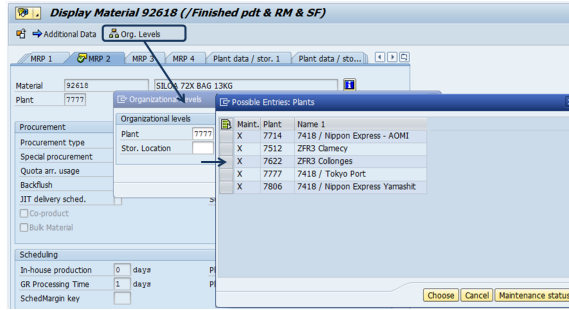 Display Material 92618 (/Finished pdt & RM & SF)
Additional Data Org. Levels
MRP 1 MRP 2 MRP 3 MRP 4 Plant data / stor. 1 Plant data / sto...
Material 92618 SILOA 72X BAG 13KG
Plant 7777
Organizational levels
Organizational levels
Plant 7777
Stor. Location
Possible Entries: Plants
Maint. Plant Name 1
X 7714 7418 / Nippon Express - AOMI
X 7512 ZFR3 Clamecy
X 7622 ZFR3 Collonges
X 7777 7418 / Tokyo Port
X 7806 7418 / Nippon Express Yamashit
Choose Cancel Maintenance status
Procurement
Procurement type
Special procurement
Quota arr. usage
Backflush
JIT delivery sched.
Co-product
Bulk Material
Scheduling
In-house production 0 days Pl
GR Processing Time 1 days Pl
SchedMargin key